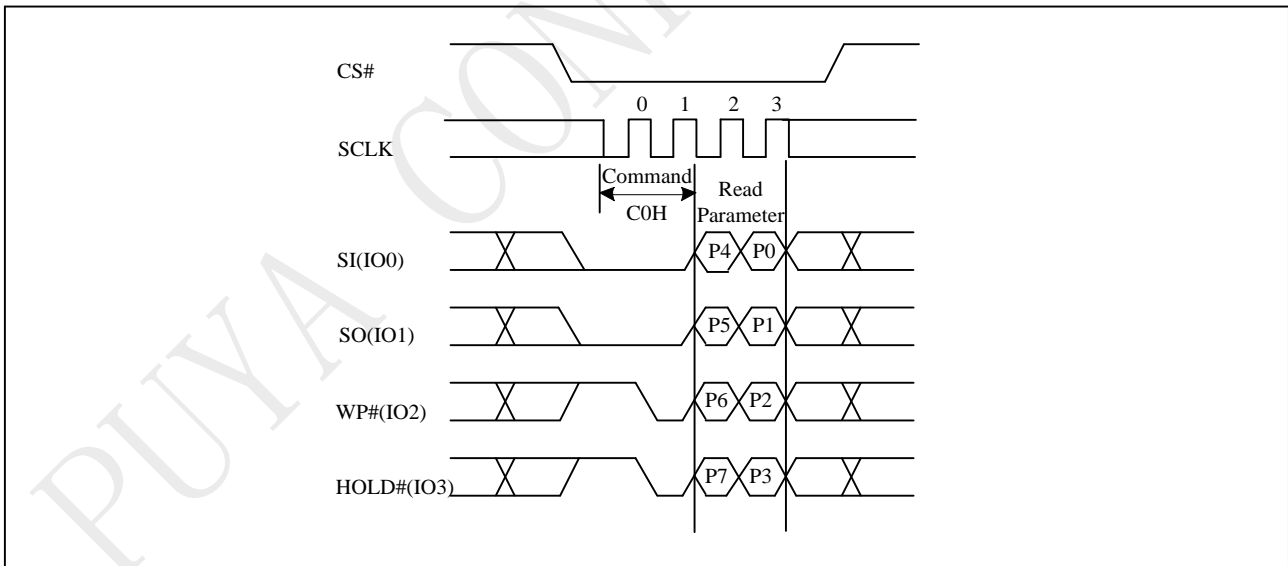 CS#
0 1 2 3
SCLK
Command
C0H
Read
Parameter
SI(IO0)
P4 P0
SO(IO1)
P5 P1
WP#(IO2)
P6 P2
HOLD#(IO3)
P7 P3
PUYA CON